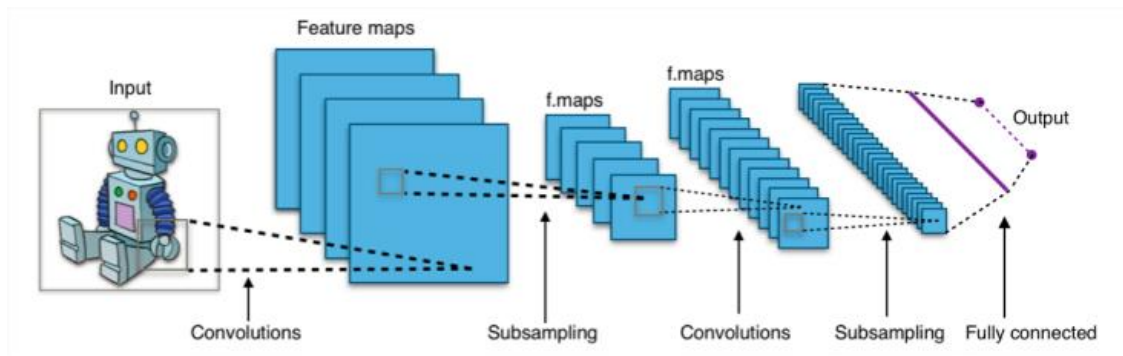 Feature maps
f.maps
Input
f.maps
Output
Convolutions
Subsampling
Convolutions
Subsampling
Fully connected